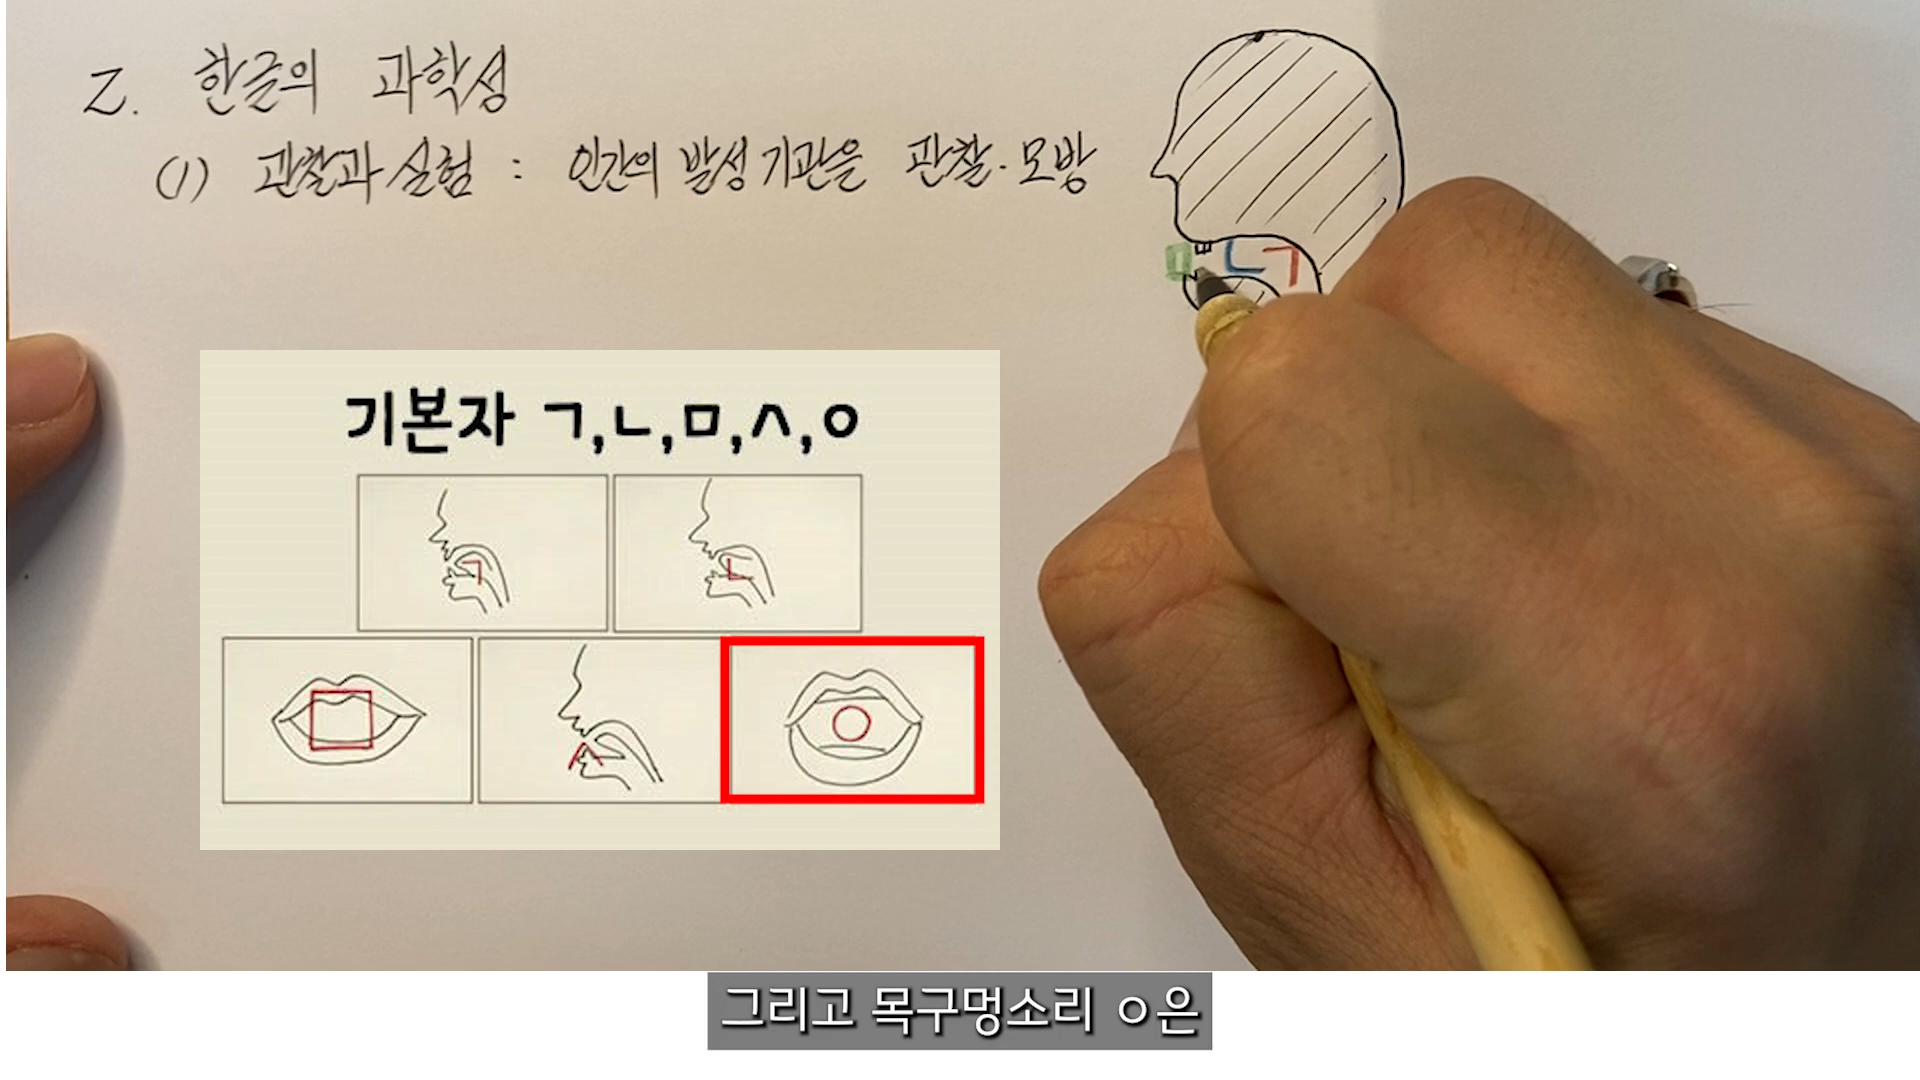 2. 한글의 과학성
(1) 관찰과 실험 : 인간의 발성기관을 관찰·모방
ㅁ ㄴ ㄱ
기본자 ㄱ,ㄴ,ㅁ,ㅅ,ㅇ
ㄱ ㄴ
ㅁ ㅅ ㅇ
그리고 목구멍소리 ㅇ은